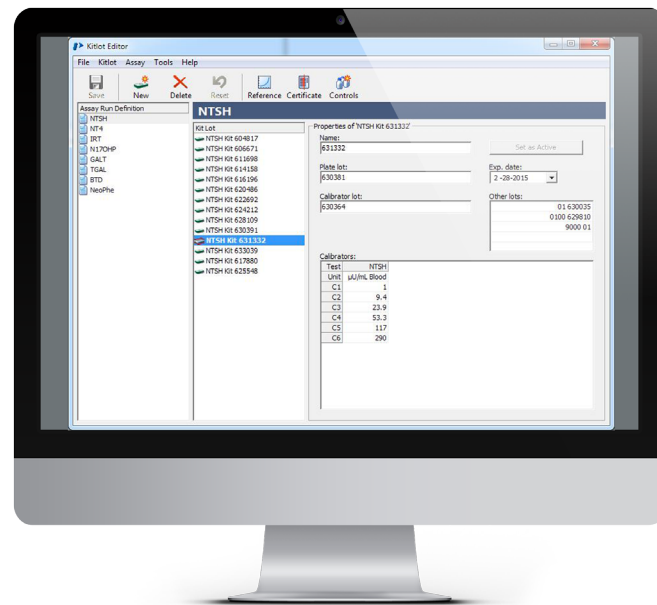 Kitlot Editor
File Kitlot Assay Tools Help
Save New Delete Reset Reference Certificate Controls
Assay Run Definition
NTSH
NT4
IRT
N17OHP
GALT
TGAL
BTD
NeoPhe
NTSH
Kit Lot
NTSH Kit 604817
NTSH Kit 606671
NTSH Kit 611698
NTSH Kit 614158
NTSH Kit 616196
NTSH Kit 620486
NTSH Kit 622692
NTSH Kit 624212
NTSH Kit 628109
NTSH Kit 630391
NTSH Kit 631332
NTSH Kit 633039
NTSH Kit 617880
NTSH Kit 625548
Properties of 'NTSH Kit 631332'
Name:
631332
Set as Active
Plate lot:
630381
Exp. date:
2 -28-2015
Calibrator lot:
630364
Other lots:
01 630035
0100 629810
9000 01
Calibrators:
Test NTSH
Unit µU/mL Blood
C1 1
C2 9.4
C3 23.9
C4 53.3
C5 117
C6 290